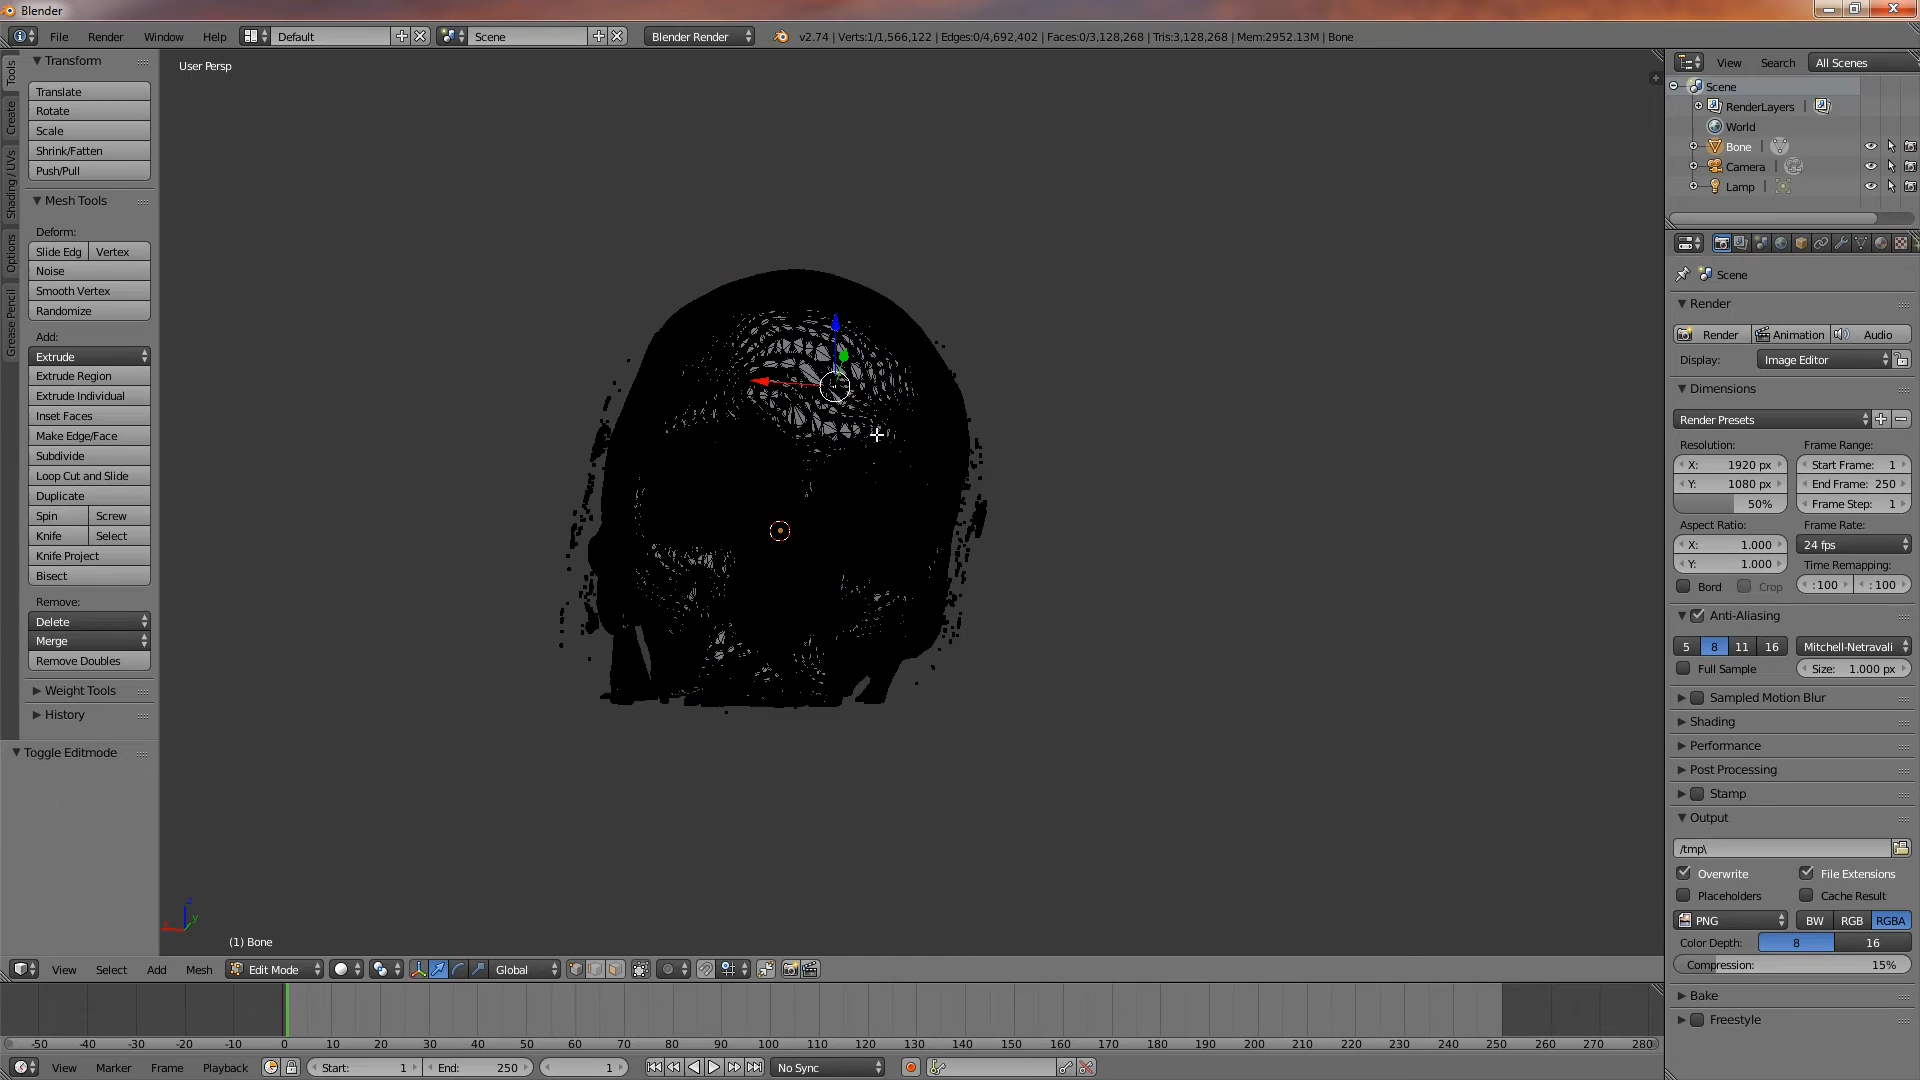 Blender
File Render Window Help Default Scene Blender Render v2.74 | Verts:1/1,566,122 | Edges:0/4,692,402 | Faces:0/3,128,268 | Tris:3,128,268 | Mem:2952.13M | Bone
Tools
Create
Shading / UVs
Options
Grease Pencil
Transform
Translate
Rotate
Scale
Shrink/Fatten
Push/Pull
Mesh Tools
Deform:
Slide Edg Vertex
Noise
Smooth Vertex
Randomize
Add:
Extrude
Extrude Region
Extrude Individual
Inset Faces
Make Edge/Face
Subdivide
Loop Cut and Slide
Duplicate
Spin Screw
Knife Select
Knife Project
Bisect
Remove:
Delete
Merge
Remove Doubles
Weight Tools
History
Toggle Editmode
User Persp
(1) Bone
View Select Add Mesh Edit Mode Global
-50 -40 -30 -20 -10 0 10 20 30 40 50 60 70 80 90 100 110 120 130 140 150 160 170 180 190 200 210 220 230 240 250 260 270 280
View Marker Frame Playback Start: 1 End: 250 1 No Sync
View Search All Scenes
Scene
RenderLayers
World
Bone
Camera
Lamp
Scene
Render
Render Animation Audio
Display: Image Editor
Dimensions
Render Presets
Resolution: Frame Range:
X: 1920 px Start Frame: 1
Y: 1080 px End Frame: 250
50% Frame Step: 1
Aspect Ratio: Frame Rate:
X: 1.000 24 fps
Y: 1.000 Time Remapping:
Bord Crop :100 :100
Anti-Aliasing
5 8 11 16 Mitchell-Netravali
Full Sample Size: 1.000 px
Sampled Motion Blur
Shading
Performance
Post Processing
Stamp
Output
/tmp\
Overwrite File Extensions
Placeholders Cache Result
PNG BW RGB RGBA
Color Depth: 8 16
Compression: 15%
Bake
Freestyle